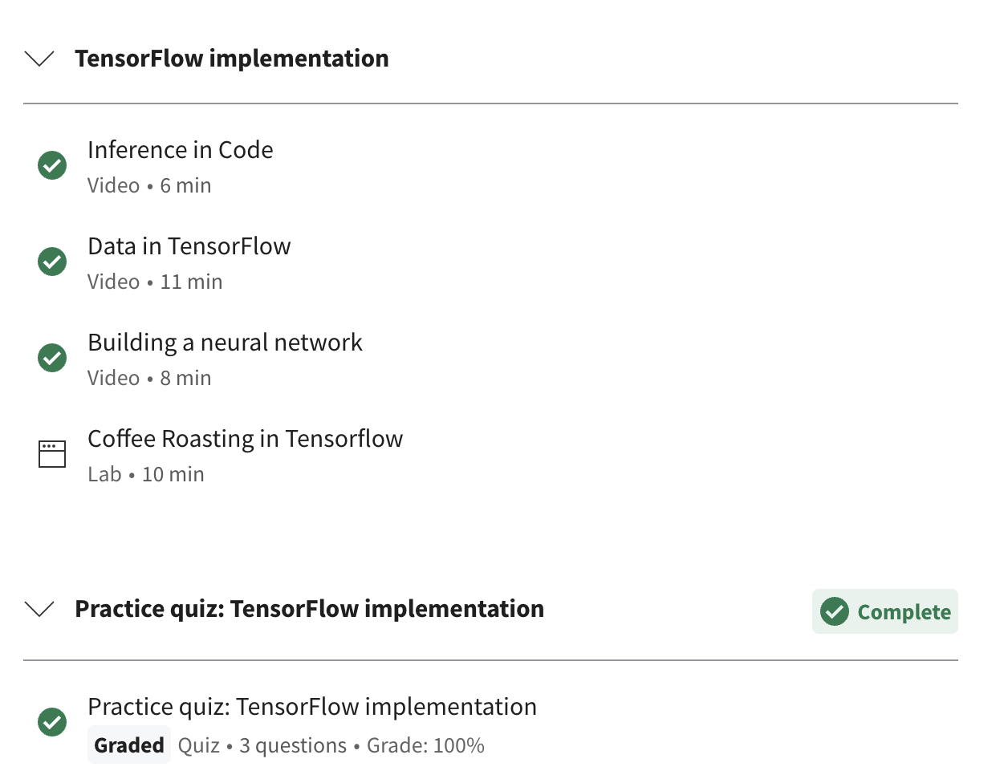 TensorFlow implementation
Inference in Code
Video • 6 min
Data in TensorFlow
Video • 11 min
Building a neural network
Video • 8 min
Coffee Roasting in Tensorflow
Lab • 10 min
Practice quiz: TensorFlow implementation
Complete
Practice quiz: TensorFlow implementation
Graded Quiz • 3 questions • Grade: 100%